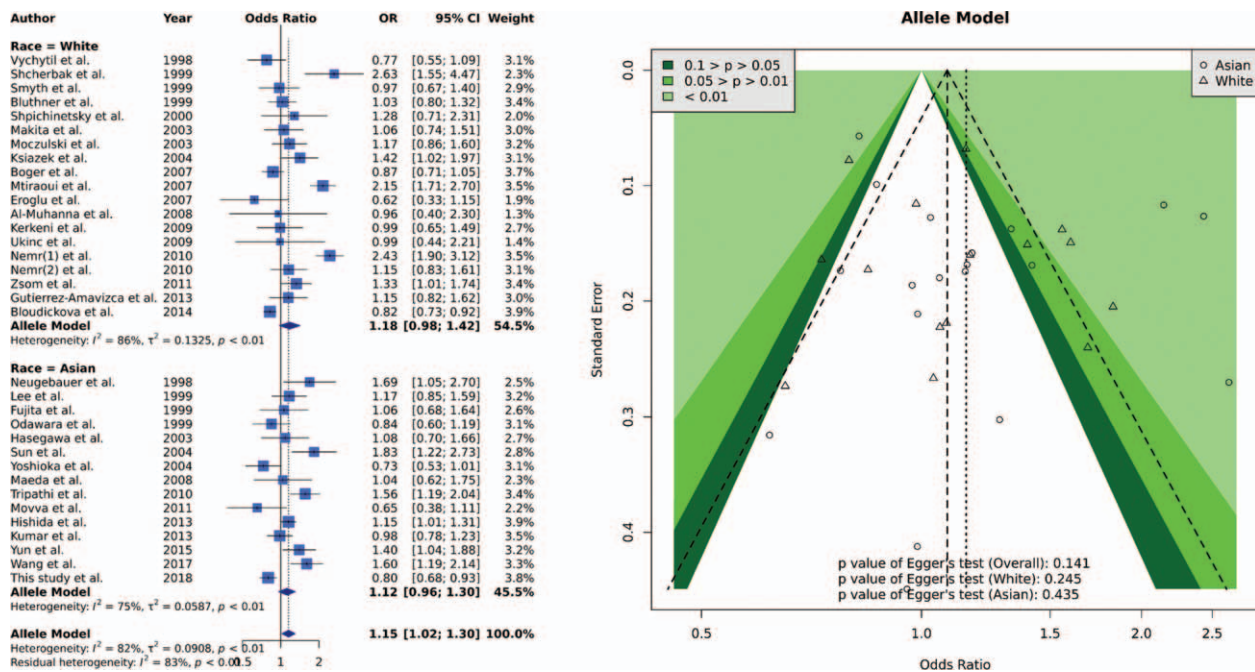 Author Year Odds Ratio OR 95% CI Weight
Race = White
Vychytil et al. 1998 0.77 [0.55; 1.09] 3.1%
Shcherbak et al. 1999 2.63 [1.55; 4.47] 2.3%
Smyth et al. 1999 0.97 [0.67; 1.40] 2.9%
Bluthner et al. 1999 1.03 [0.80; 1.32] 3.4%
Shpichinetsky et al. 2000 1.28 [0.71; 2.31] 2.1%
Makita et al. 2003 1.06 [0.74; 1.51] 3.0%
Moczulski et al. 2003 1.17 [0.86; 1.60] 3.2%
Ksiazek et al. 2004 1.42 [1.02; 1.97] 3.1%
Boger et al. 2007 0.87 [0.71; 1.05] 3.7%
Mtiraoui et al. 2007 2.15 [1.71; 2.70] 3.5%
Eroglu et al. 2007 0.62 [0.33; 1.15] 1.9%
Al-Muhanna et al. 2008 0.96 [0.40; 2.30] 1.3%
Kerkeni et al. 2009 0.99 [0.65; 1.49] 2.7%
Ukinc et al. 2009 0.99 [0.44; 2.21] 1.4%
Nemr(1) et al. 2010 2.43 [1.90; 3.12] 3.5%
Nemr(2) et al. 2010 1.15 [0.83; 1.61] 3.1%
Zsom et al. 2011 1.33 [1.01; 1.74] 3.3%
Gutierrez-Amavizca et al. 2013 1.15 [0.82; 1.62] 3.0%
Bloudickova et al. 2014 0.82 [0.73; 0.92] 3.9%
Allele Model 1.18 [0.98; 1.42] 54.5%
Heterogeneity: I² = 86%, τ² = 0.1325, p < 0.01
Race = Asian
Neugebauer et al. 1998 1.69 [1.05; 2.70] 2.5%
Lee et al. 1999 1.17 [0.85; 1.59] 3.2%
Fujita et al. 1999 1.06 [0.68; 1.64] 2.6%
Odawara et al. 1999 0.84 [0.60; 1.19] 3.1%
Hasegawa et al. 2003 1.08 [0.70; 1.66] 2.7%
Sun et al. 2004 1.83 [1.22; 2.73] 2.8%
Yoshioka et al. 2004 0.73 [0.53; 1.01] 3.1%
Maeda et al. 2008 1.04 [0.62; 1.75] 2.4%
Tripathi et al. 2010 1.56 [1.19; 2.04] 3.4%
Movva et al. 2011 0.65 [0.38; 1.11] 2.2%
Hishida et al. 2013 1.15 [1.01; 1.31] 3.9%
Kumar et al. 2013 0.98 [0.78; 1.23] 3.5%
Yun et al. 2015 1.40 [1.04; 1.88] 3.2%
Wang et al. 2017 1.60 [1.19; 2.14] 3.3%
This study et al. 2018 0.80 [0.68; 0.93] 3.8%
Allele Model 1.12 [0.96; 1.30] 45.5%
Heterogeneity: I² = 75%, τ² = 0.0587, p < 0.01
Allele Model 1.15 [1.02; 1.30] 100.0%
Heterogeneity: I² = 82%, τ² = 0.0908, p < 0.01
Residual heterogeneity: I² = 83%, p < 0.01
0.5 1 2
Allele Model
0.1 > p > 0.05
0.05 > p > 0.01
< 0.01
Asian
White
Standard Error
0.0
0.1
0.2
0.3
0.4
p value of Egger's test (Overall): 0.141
p value of Egger's test (White): 0.245
p value of Egger's test (Asian): 0.435
0.5 1.0 1.5 2.0 2.5
Odds Ratio